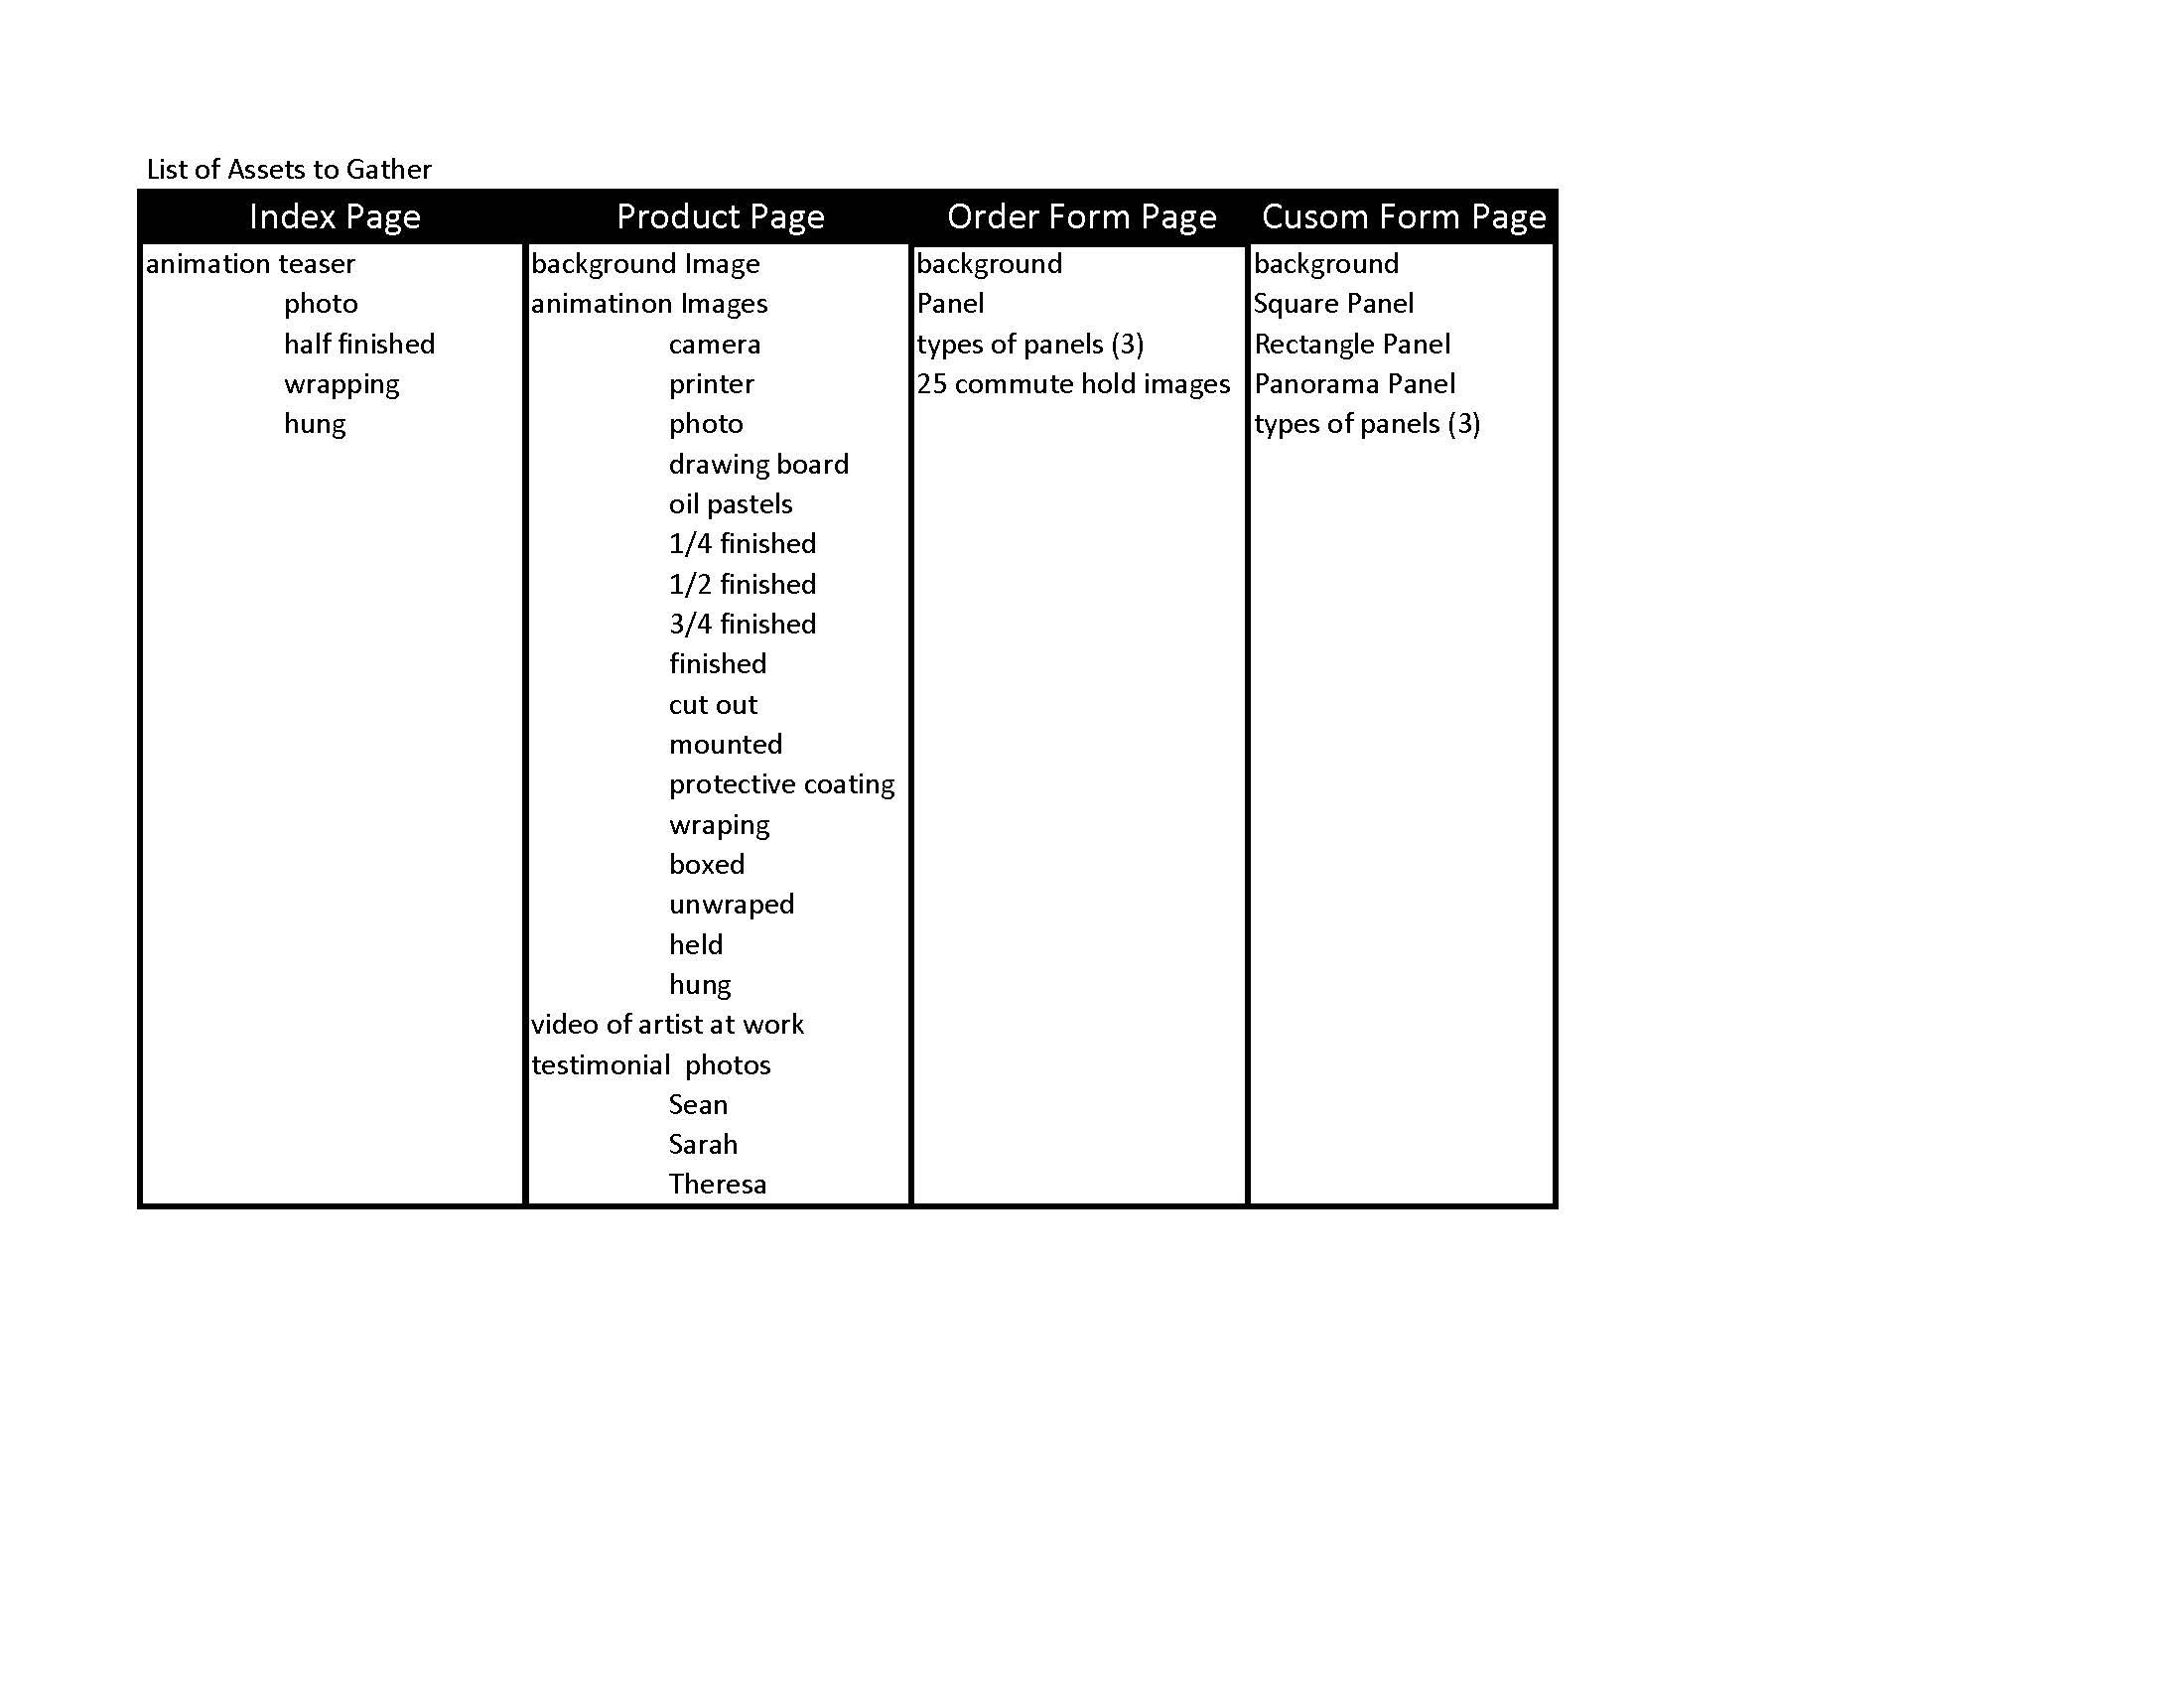 List of Assets to Gather
Index Page
animation teaser
photo
half finished
wrapping
hung
Product Page
background Image
animatinon Images
camera
printer
photo
drawing board
oil pastels
1/4 finished
1/2 finished
3/4 finished
finished
cut out
mounted
protective coating
wraping
boxed
unwraped
held
hung
video of artist at work
testimonial  photos
Sean
Sarah
Theresa
Order Form Page
background
Panel
types of panels (3)
25 commute hold images
Cusom Form Page
background
Square Panel
Rectangle Panel
Panorama Panel
types of panels (3)